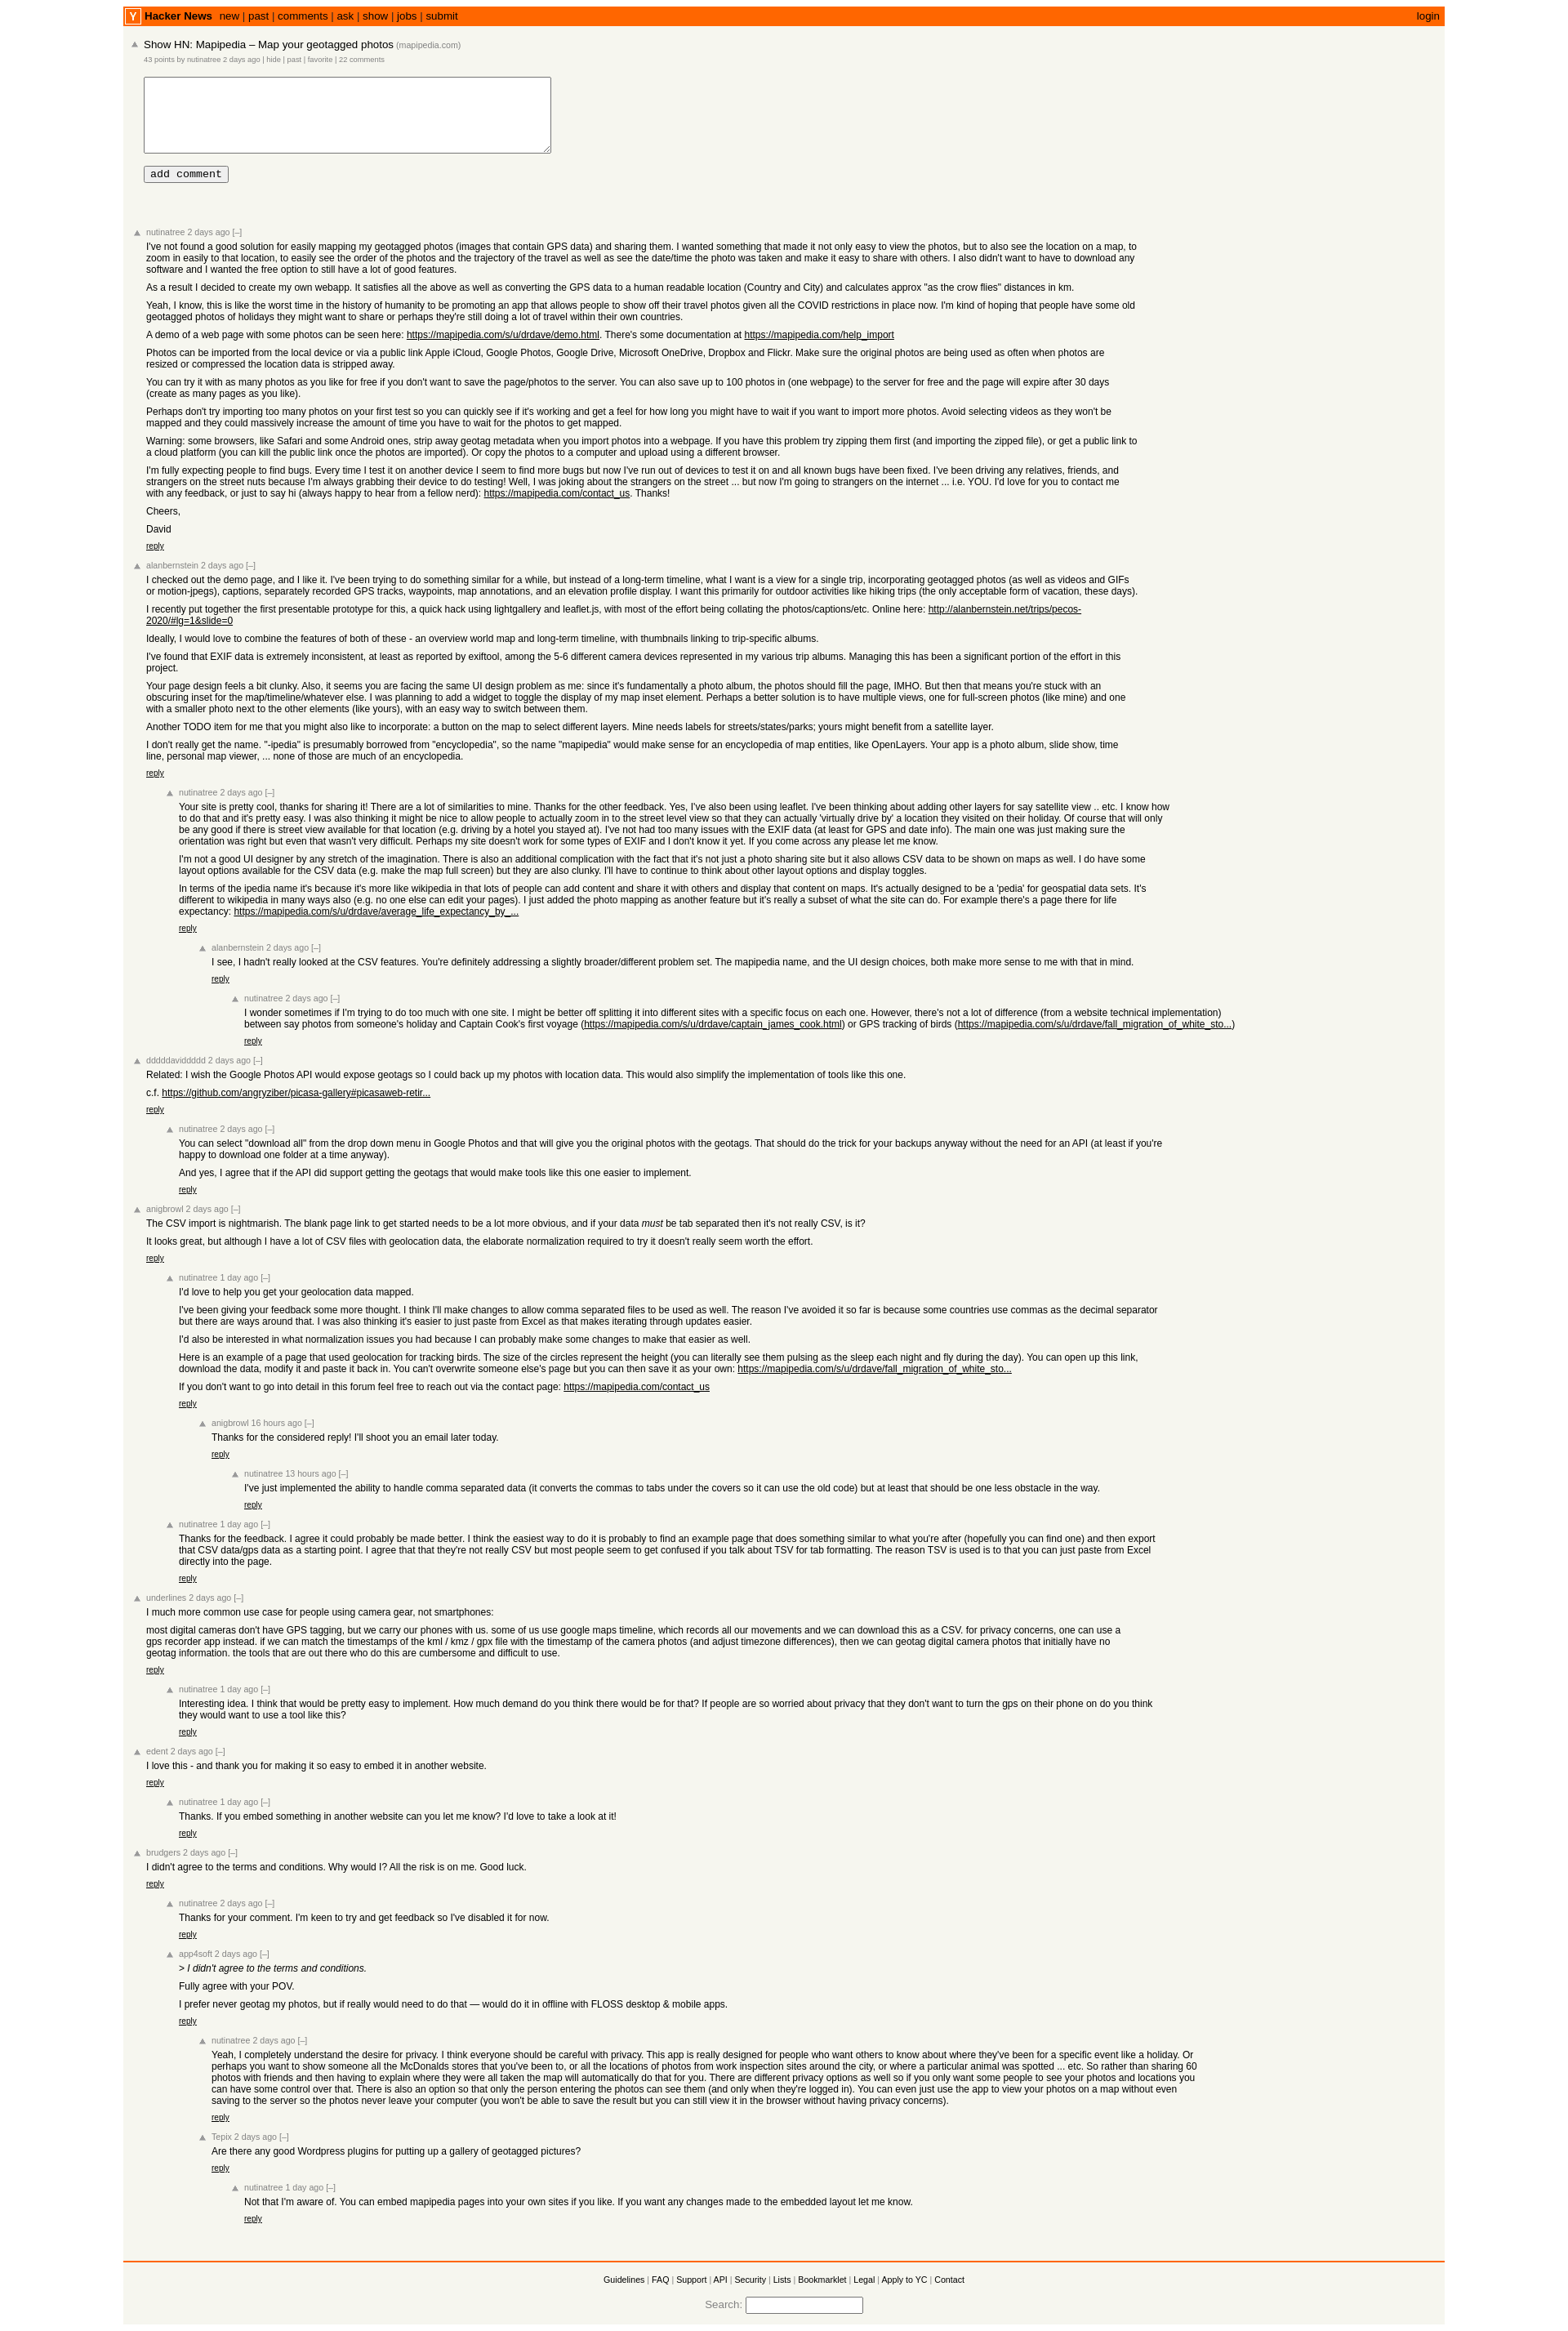 Y Hacker News new | past | comments | ask | show | jobs | submit login
Show HN: Mapipedia – Map your geotagged photos (mapipedia.com)
43 points by nutinatree 2 days ago | hide | past | favorite | 22 comments
add comment
nutinatree 2 days ago [–]
I've not found a good solution for easily mapping my geotagged photos (images that contain GPS data) and sharing them. I wanted something that made it not only easy to view the photos, but to also see the location on a map, to
zoom in easily to that location, to easily see the order of the photos and the trajectory of the travel as well as see the date/time the photo was taken and make it easy to share with others. I also didn't want to have to download any
software and I wanted the free option to still have a lot of good features.
As a result I decided to create my own webapp. It satisfies all the above as well as converting the GPS data to a human readable location (Country and City) and calculates approx "as the crow flies" distances in km.
Yeah, I know, this is like the worst time in the history of humanity to be promoting an app that allows people to show off their travel photos given all the COVID restrictions in place now. I'm kind of hoping that people have some old
geotagged photos of holidays they might want to share or perhaps they're still doing a lot of travel within their own countries.
A demo of a web page with some photos can be seen here: https://mapipedia.com/s/u/drdave/demo.html. There's some documentation at https://mapipedia.com/help_import
Photos can be imported from the local device or via a public link Apple iCloud, Google Photos, Google Drive, Microsoft OneDrive, Dropbox and Flickr. Make sure the original photos are being used as often when photos are
resized or compressed the location data is stripped away.
You can try it with as many photos as you like for free if you don't want to save the page/photos to the server. You can also save up to 100 photos in (one webpage) to the server for free and the page will expire after 30 days
(create as many pages as you like).
Perhaps don't try importing too many photos on your first test so you can quickly see if it's working and get a feel for how long you might have to wait if you want to import more photos. Avoid selecting videos as they won't be
mapped and they could massively increase the amount of time you have to wait for the photos to get mapped.
Warning: some browsers, like Safari and some Android ones, strip away geotag metadata when you import photos into a webpage. If you have this problem try zipping them first (and importing the zipped file), or get a public link to
a cloud platform (you can kill the public link once the photos are imported). Or copy the photos to a computer and upload using a different browser.
I'm fully expecting people to find bugs. Every time I test it on another device I seem to find more bugs but now I've run out of devices to test it on and all known bugs have been fixed. I've been driving any relatives, friends, and
strangers on the street nuts because I'm always grabbing their device to do testing! Well, I was joking about the strangers on the street ... but now I'm going to strangers on the internet ... i.e. YOU. I'd love for you to contact me
with any feedback, or just to say hi (always happy to hear from a fellow nerd): https://mapipedia.com/contact_us. Thanks!
Cheers,
David
reply
alanbernstein 2 days ago [–]
I checked out the demo page, and I like it. I've been trying to do something similar for a while, but instead of a long-term timeline, what I want is a view for a single trip, incorporating geotagged photos (as well as videos and GIFs
or motion-jpegs), captions, separately recorded GPS tracks, waypoints, map annotations, and an elevation profile display. I want this primarily for outdoor activities like hiking trips (the only acceptable form of vacation, these days).
I recently put together the first presentable prototype for this, a quick hack using lightgallery and leaflet.js, with most of the effort being collating the photos/captions/etc. Online here: http://alanbernstein.net/trips/pecos-
2020/#lg=1&slide=0
Ideally, I would love to combine the features of both of these - an overview world map and long-term timeline, with thumbnails linking to trip-specific albums.
I've found that EXIF data is extremely inconsistent, at least as reported by exiftool, among the 5-6 different camera devices represented in my various trip albums. Managing this has been a significant portion of the effort in this
project.
Your page design feels a bit clunky. Also, it seems you are facing the same UI design problem as me: since it's fundamentally a photo album, the photos should fill the page, IMHO. But then that means you're stuck with an
obscuring inset for the map/timeline/whatever else. I was planning to add a widget to toggle the display of my map inset element. Perhaps a better solution is to have multiple views, one for full-screen photos (like mine) and one
with a smaller photo next to the other elements (like yours), with an easy way to switch between them.
Another TODO item for me that you might also like to incorporate: a button on the map to select different layers. Mine needs labels for streets/states/parks; yours might benefit from a satellite layer.
I don't really get the name. "-ipedia" is presumably borrowed from "encyclopedia", so the name "mapipedia" would make sense for an encyclopedia of map entities, like OpenLayers. Your app is a photo album, slide show, time
line, personal map viewer, ... none of those are much of an encyclopedia.
reply
nutinatree 2 days ago [–]
Your site is pretty cool, thanks for sharing it! There are a lot of similarities to mine. Thanks for the other feedback. Yes, I've also been using leaflet. I've been thinking about adding other layers for say satellite view .. etc. I know how
to do that and it's pretty easy. I was also thinking it might be nice to allow people to actually zoom in to the street level view so that they can actually 'virtually drive by' a location they visited on their holiday. Of course that will only
be any good if there is street view available for that location (e.g. driving by a hotel you stayed at). I've not had too many issues with the EXIF data (at least for GPS and date info). The main one was just making sure the
orientation was right but even that wasn't very difficult. Perhaps my site doesn't work for some types of EXIF and I don't know it yet. If you come across any please let me know.
I'm not a good UI designer by any stretch of the imagination. There is also an additional complication with the fact that it's not just a photo sharing site but it also allows CSV data to be shown on maps as well. I do have some
layout options available for the CSV data (e.g. make the map full screen) but they are also clunky. I'll have to continue to think about other layout options and display toggles.
In terms of the ipedia name it's because it's more like wikipedia in that lots of people can add content and share it with others and display that content on maps. It's actually designed to be a 'pedia' for geospatial data sets. It's
different to wikipedia in many ways also (e.g. no one else can edit your pages). I just added the photo mapping as another feature but it's really a subset of what the site can do. For example there's a page there for life
expectancy: https://mapipedia.com/s/u/drdave/average_life_expectancy_by_...
reply
alanbernstein 2 days ago [–]
I see, I hadn't really looked at the CSV features. You're definitely addressing a slightly broader/different problem set. The mapipedia name, and the UI design choices, both make more sense to me with that in mind.
reply
nutinatree 2 days ago [–]
I wonder sometimes if I'm trying to do too much with one site. I might be better off splitting it into different sites with a specific focus on each one. However, there's not a lot of difference (from a website technical implementation)
between say photos from someone's holiday and Captain Cook's first voyage (https://mapipedia.com/s/u/drdave/captain_james_cook.html) or GPS tracking of birds (https://mapipedia.com/s/u/drdave/fall_migration_of_white_sto...)
reply
dddddaviddddd 2 days ago [–]
Related: I wish the Google Photos API would expose geotags so I could back up my photos with location data. This would also simplify the implementation of tools like this one.
c.f. https://github.com/angryziber/picasa-gallery#picasaweb-retir...
reply
nutinatree 2 days ago [–]
You can select "download all" from the drop down menu in Google Photos and that will give you the original photos with the geotags. That should do the trick for your backups anyway without the need for an API (at least if you're
happy to download one folder at a time anyway).
And yes, I agree that if the API did support getting the geotags that would make tools like this one easier to implement.
reply
anigbrowl 2 days ago [–]
The CSV import is nightmarish. The blank page link to get started needs to be a lot more obvious, and if your data must be tab separated then it's not really CSV, is it?
It looks great, but although I have a lot of CSV files with geolocation data, the elaborate normalization required to try it doesn't really seem worth the effort.
reply
nutinatree 1 day ago [–]
I'd love to help you get your geolocation data mapped.
I've been giving your feedback some more thought. I think I'll make changes to allow comma separated files to be used as well. The reason I've avoided it so far is because some countries use commas as the decimal separator
but there are ways around that. I was also thinking it's easier to just paste from Excel as that makes iterating through updates easier.
I'd also be interested in what normalization issues you had because I can probably make some changes to make that easier as well.
Here is an example of a page that used geolocation for tracking birds. The size of the circles represent the height (you can literally see them pulsing as the sleep each night and fly during the day). You can open up this link,
download the data, modify it and paste it back in. You can't overwrite someone else's page but you can then save it as your own: https://mapipedia.com/s/u/drdave/fall_migration_of_white_sto...
If you don't want to go into detail in this forum feel free to reach out via the contact page: https://mapipedia.com/contact_us
reply
anigbrowl 16 hours ago [–]
Thanks for the considered reply! I'll shoot you an email later today.
reply
nutinatree 13 hours ago [–]
I've just implemented the ability to handle comma separated data (it converts the commas to tabs under the covers so it can use the old code) but at least that should be one less obstacle in the way.
reply
nutinatree 1 day ago [–]
Thanks for the feedback. I agree it could probably be made better. I think the easiest way to do it is probably to find an example page that does something similar to what you're after (hopefully you can find one) and then export
that CSV data/gps data as a starting point. I agree that that they're not really CSV but most people seem to get confused if you talk about TSV for tab formatting. The reason TSV is used is to that you can just paste from Excel
directly into the page.
reply
underlines 2 days ago [–]
I much more common use case for people using camera gear, not smartphones:
most digital cameras don't have GPS tagging, but we carry our phones with us. some of us use google maps timeline, which records all our movements and we can download this as a CSV. for privacy concerns, one can use a
gps recorder app instead. if we can match the timestamps of the kml / kmz / gpx file with the timestamp of the camera photos (and adjust timezone differences), then we can geotag digital camera photos that initially have no
geotag information. the tools that are out there who do this are cumbersome and difficult to use.
reply
nutinatree 1 day ago [–]
Interesting idea. I think that would be pretty easy to implement. How much demand do you think there would be for that? If people are so worried about privacy that they don't want to turn the gps on their phone on do you think
they would want to use a tool like this?
reply
edent 2 days ago [–]
I love this - and thank you for making it so easy to embed it in another website.
reply
nutinatree 1 day ago [–]
Thanks. If you embed something in another website can you let me know? I'd love to take a look at it!
reply
brudgers 2 days ago [–]
I didn't agree to the terms and conditions. Why would I? All the risk is on me. Good luck.
reply
nutinatree 2 days ago [–]
Thanks for your comment. I'm keen to try and get feedback so I've disabled it for now.
reply
app4soft 2 days ago [–]
> I didn't agree to the terms and conditions.
Fully agree with your POV.
I prefer never geotag my photos, but if really would need to do that — would do it in offline with FLOSS desktop & mobile apps.
reply
nutinatree 2 days ago [–]
Yeah, I completely understand the desire for privacy. I think everyone should be careful with privacy. This app is really designed for people who want others to know about where they've been for a specific event like a holiday. Or
perhaps you want to show someone all the McDonalds stores that you've been to, or all the locations of photos from work inspection sites around the city, or where a particular animal was spotted ... etc. So rather than sharing 60
photos with friends and then having to explain where they were all taken the map will automatically do that for you. There are different privacy options as well so if you only want some people to see your photos and locations you
can have some control over that. There is also an option so that only the person entering the photos can see them (and only when they're logged in). You can even just use the app to view your photos on a map without even
saving to the server so the photos never leave your computer (you won't be able to save the result but you can still view it in the browser without having privacy concerns).
reply
Tepix 2 days ago [–]
Are there any good Wordpress plugins for putting up a gallery of geotagged pictures?
reply
nutinatree 1 day ago [–]
Not that I'm aware of. You can embed mapipedia pages into your own sites if you like. If you want any changes made to the embedded layout let me know.
reply
Guidelines | FAQ | Support | API | Security | Lists | Bookmarklet | Legal | Apply to YC | Contact
Search: